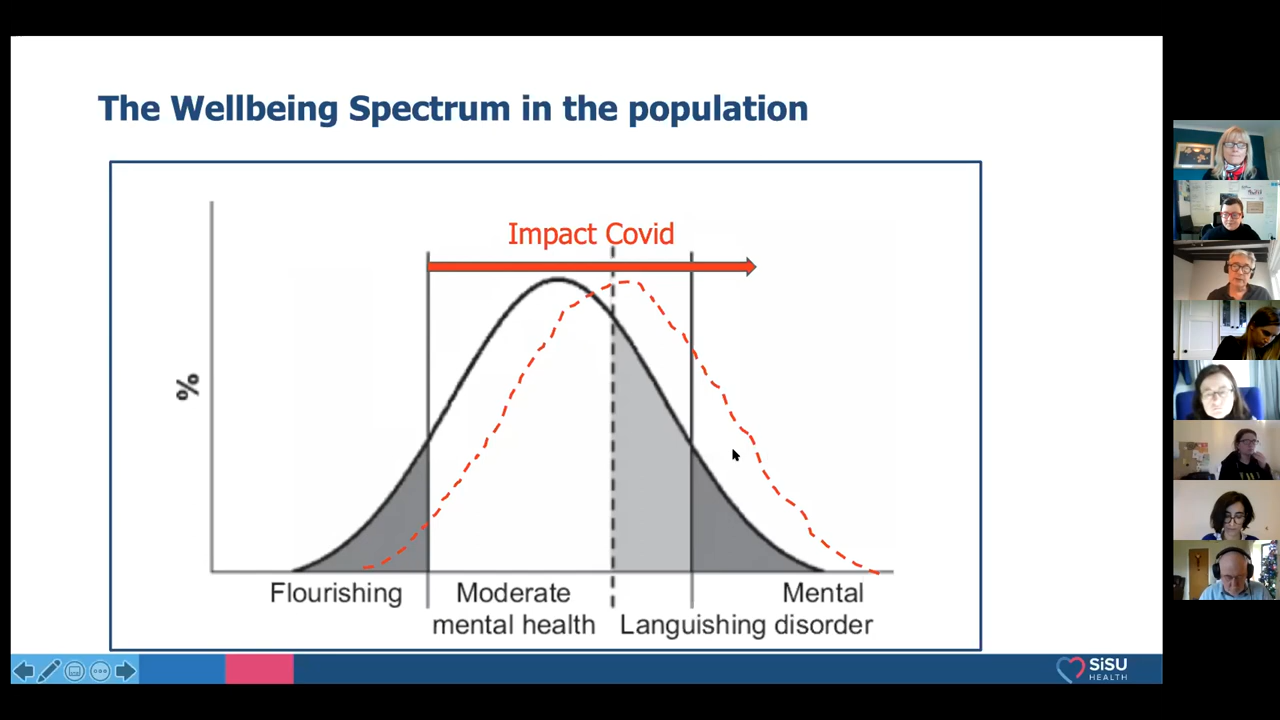 The Wellbeing Spectrum in the population
Impact Covid
%
Flourishing
Moderate
mental health
Languishing
Mental
disorder
SiSU
HEALTH